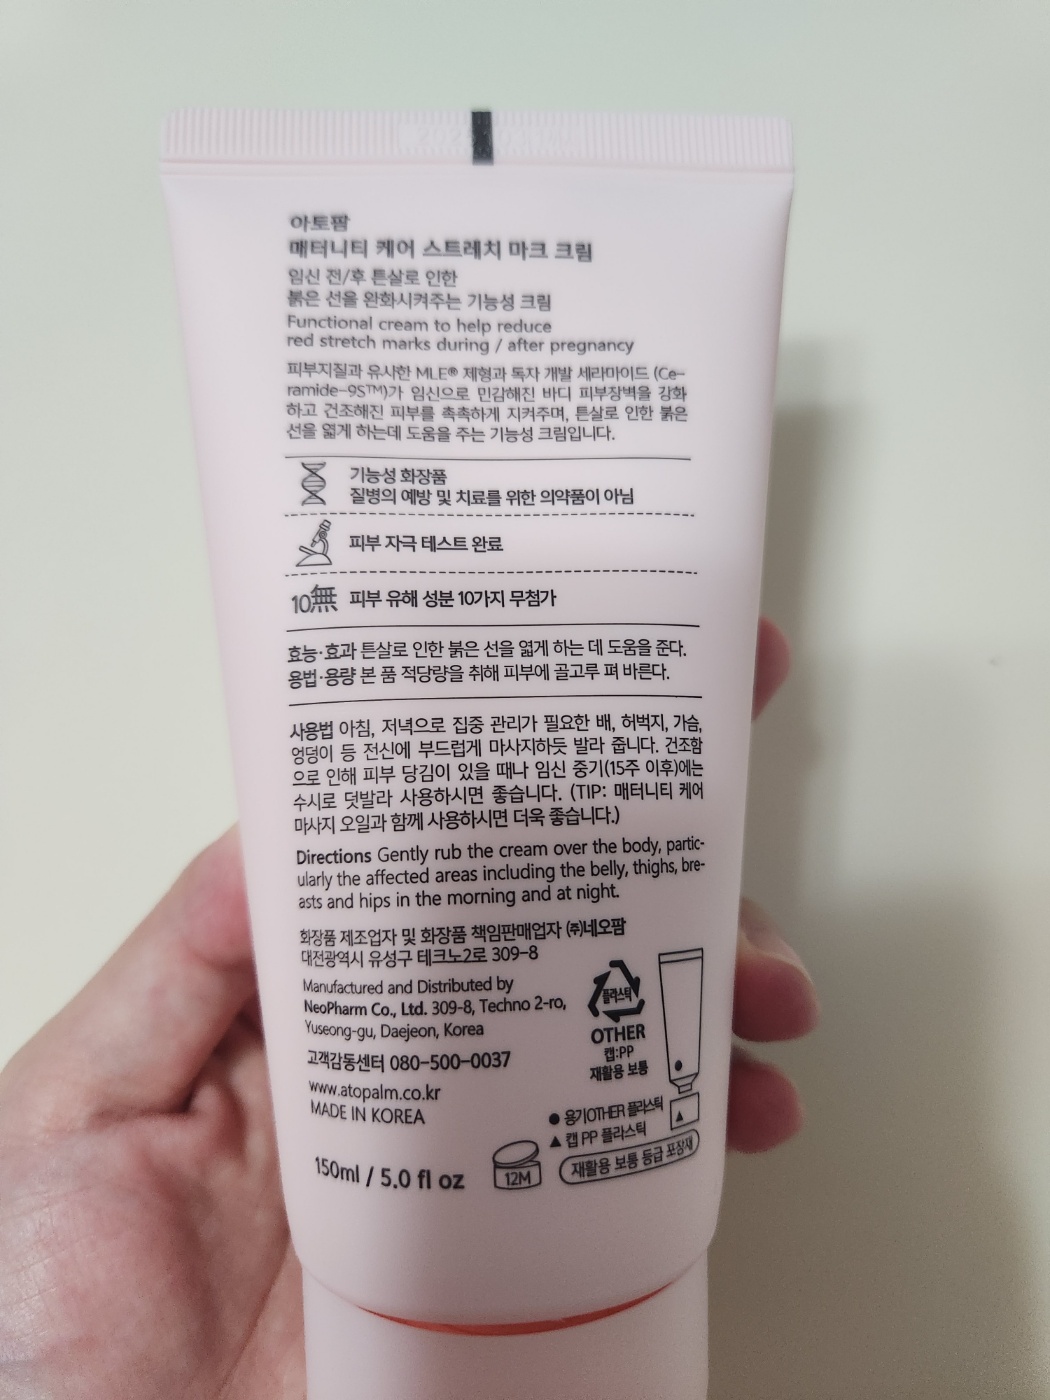 아토팜
매터니티 케어 스트레치 마크 크림
임신 전/후 튼살로 인한
붉은 선을 완화시켜주는 기능성 크림
Functional cream to help reduce
red stretch marks during / after pregnancy
피부지질과 유사한 MLE® 제형과 독자 개발 세라마이드 (Ce-
ramide-9S™)가 임신으로 민감해진 바디 피부장벽을 강화
하고 건조해진 피부를 촉촉하게 지켜주며, 튼살로 인한 붉은
선을 엷게 하는데 도움을 주는 기능성 크림입니다.
기능성 화장품
질병의 예방 및 치료를 위한 의약품이 아님
피부 자극 테스트 완료
10無 피부 유해 성분 10가지 무첨가
효능·효과 튼살로 인한 붉은 선을 엷게 하는 데 도움을 준다.
용법·용량 본 품 적당량을 취해 피부에 골고루 펴 바른다.
사용법 아침, 저녁으로 집중 관리가 필요한 배, 허벅지, 가슴,
엉덩이 등 전신에 부드럽게 마사지하듯 발라 줍니다. 건조함
으로 인해 피부 당김이 있을 때나 임신 중기(15주 이후)에는
수시로 덧발라 사용하시면 좋습니다. (TIP: 매터니티 케어
마사지 오일과 함께 사용하시면 더욱 좋습니다.)
Directions Gently rub the cream over the body, partic-
ularly the affected areas including the belly, thighs, bre-
asts and hips in the morning and at night.
화장품 제조업자 및 화장품 책임판매업자 ㈜네오팜
대전광역시 유성구 테크노2로 309-8
Manufactured and Distributed by
NeoPharm Co., Ltd. 309-8, Techno 2-ro,
Yuseong-gu, Daejeon, Korea
고객감동센터 080-500-0037
www.atopalm.co.kr
MADE IN KOREA
150ml / 5.0 fl oz
12M
플라스틱
OTHER
캡:PP
재활용 보통
● 용기OTHER 플라스틱
▲ 캡 PP 플라스틱
재활용 보통 등급 포장재